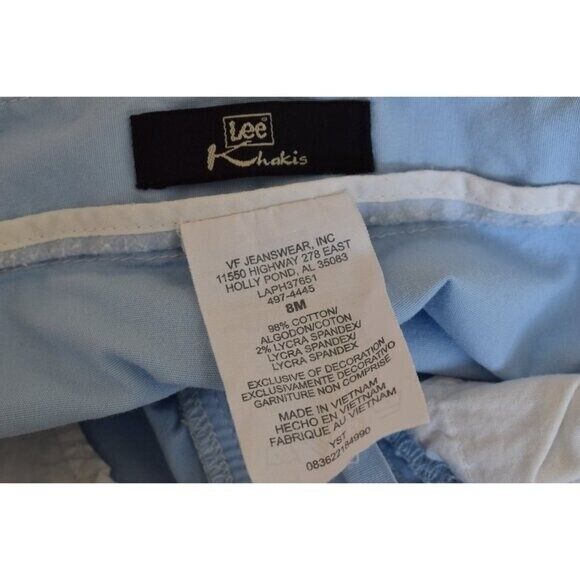 Lee
Khakis
VF JEANSWEAR, INC
11550 HIGHWAY 278 EAST
HOLLY POND, AL 35083
LAPH37651
497-4445
8M
98% COTTON/
ALGODON/COTON
2% LYCRA SPANDEX/
LYCRA SPANDEX/
LYCRA SPANDEX
EXCLUSIVE OF DECORATION
EXCLUSIVAMENTE DECORATIVO
GARNITURE NON COMPRISE
MADE IN VIETNAM
HECHO EN VIETNAM
FABRIQUE AU VIETNAM
YST
083622184990